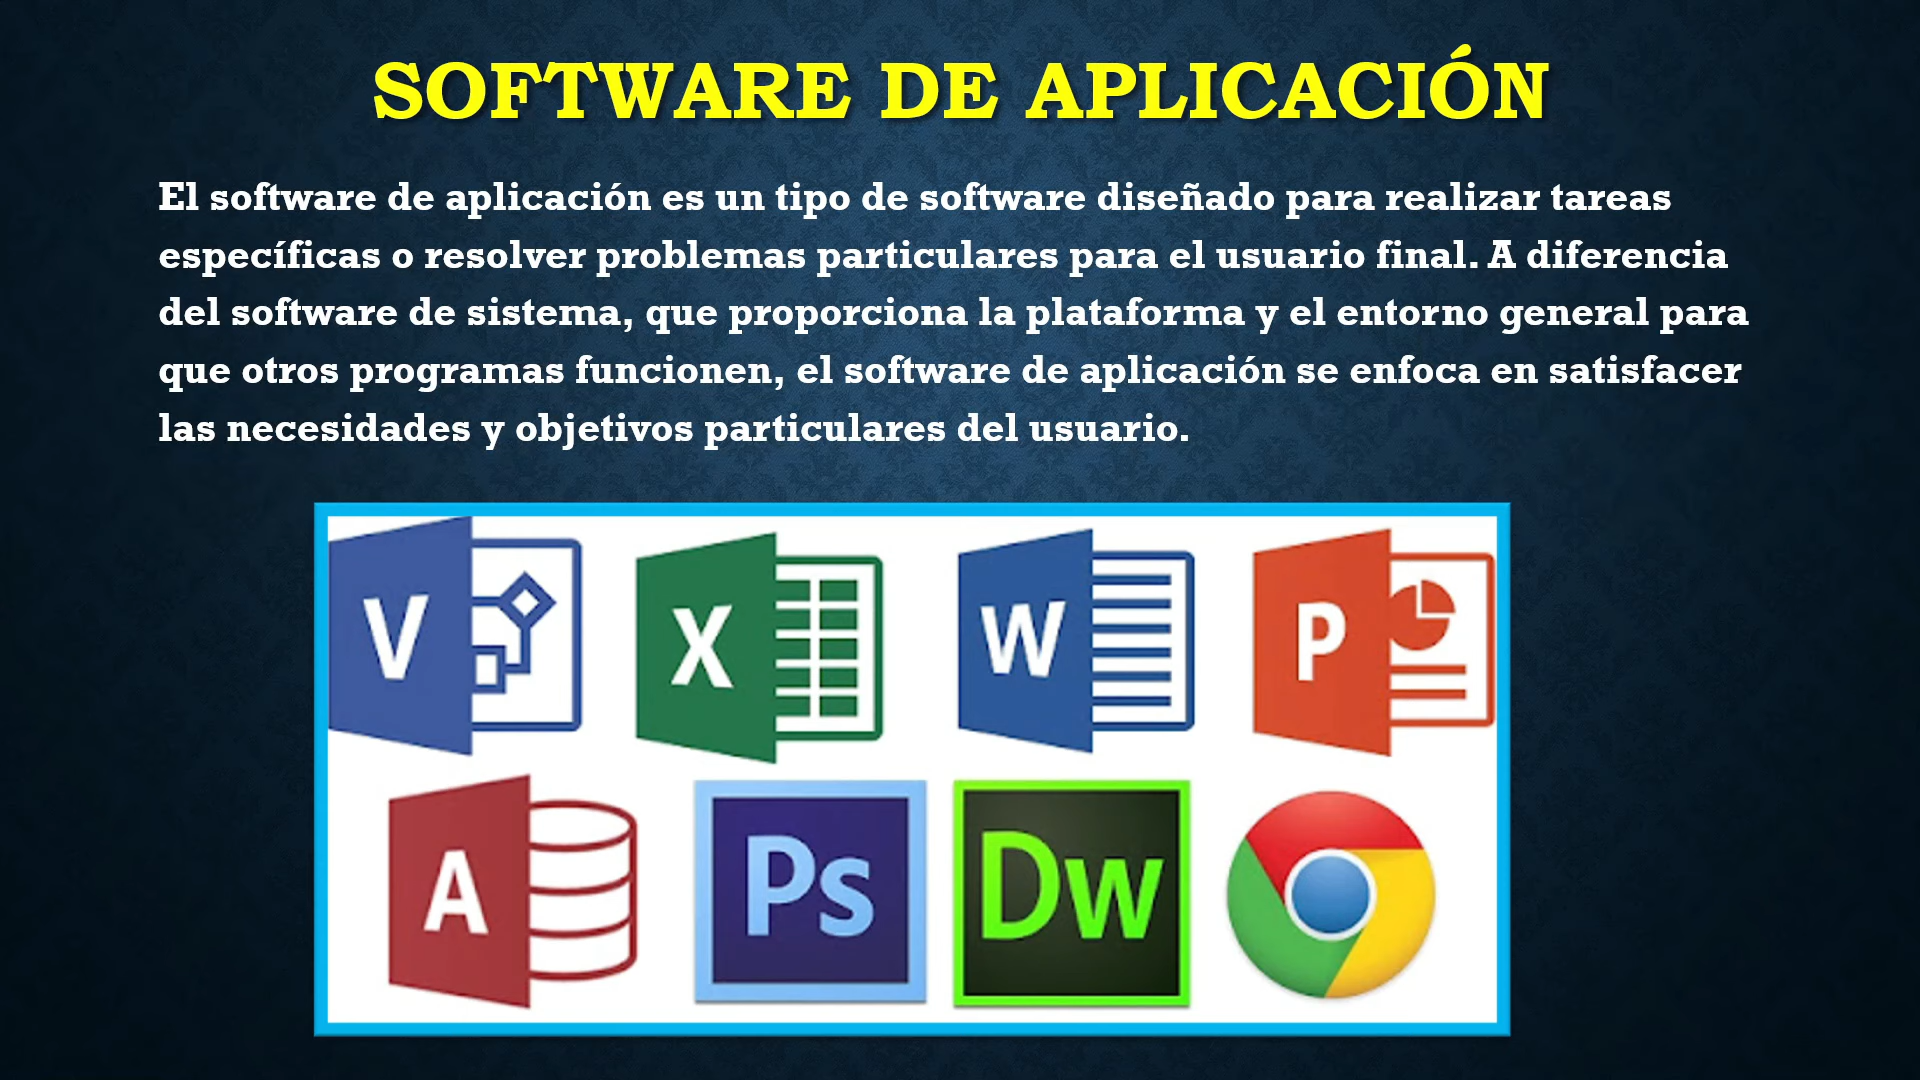 SOFTWARE DE APLICACIÓN
El software de aplicación es un tipo de software diseñado para realizar tareas
específicas o resolver problemas particulares para el usuario final. A diferencia
del software de sistema, que proporciona la plataforma y el entorno general para
que otros programas funcionen, el software de aplicación se enfoca en satisfacer
las necesidades y objetivos particulares del usuario.
V X W P
A Ps Dw